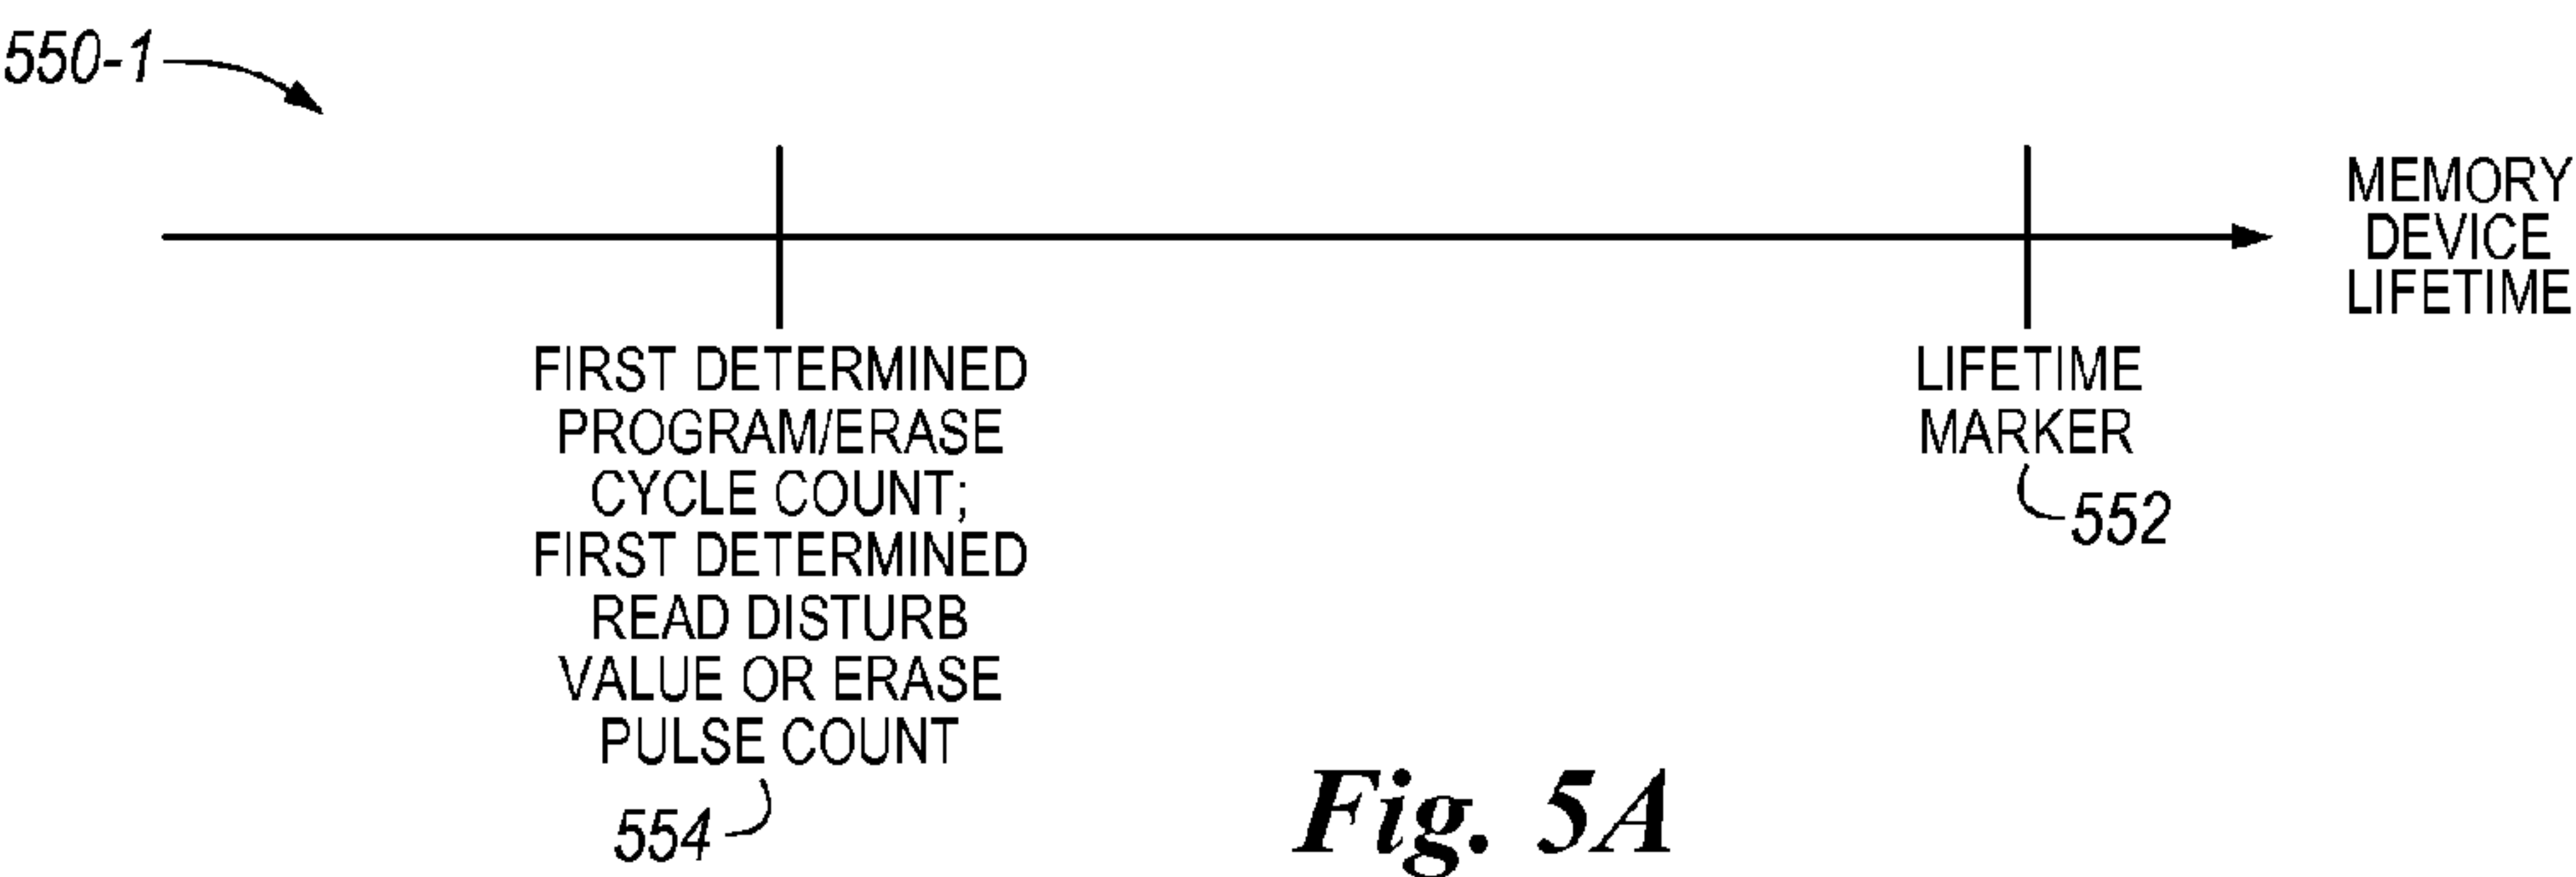 550-1
MEMORY
DEVICE
LIFETIME
FIRST DETERMINED
PROGRAM/ERASE
CYCLE COUNT;
FIRST DETERMINED
READ DISTURB
VALUE OR ERASE
PULSE COUNT
554
LIFETIME
MARKER
552
Fig. 5A